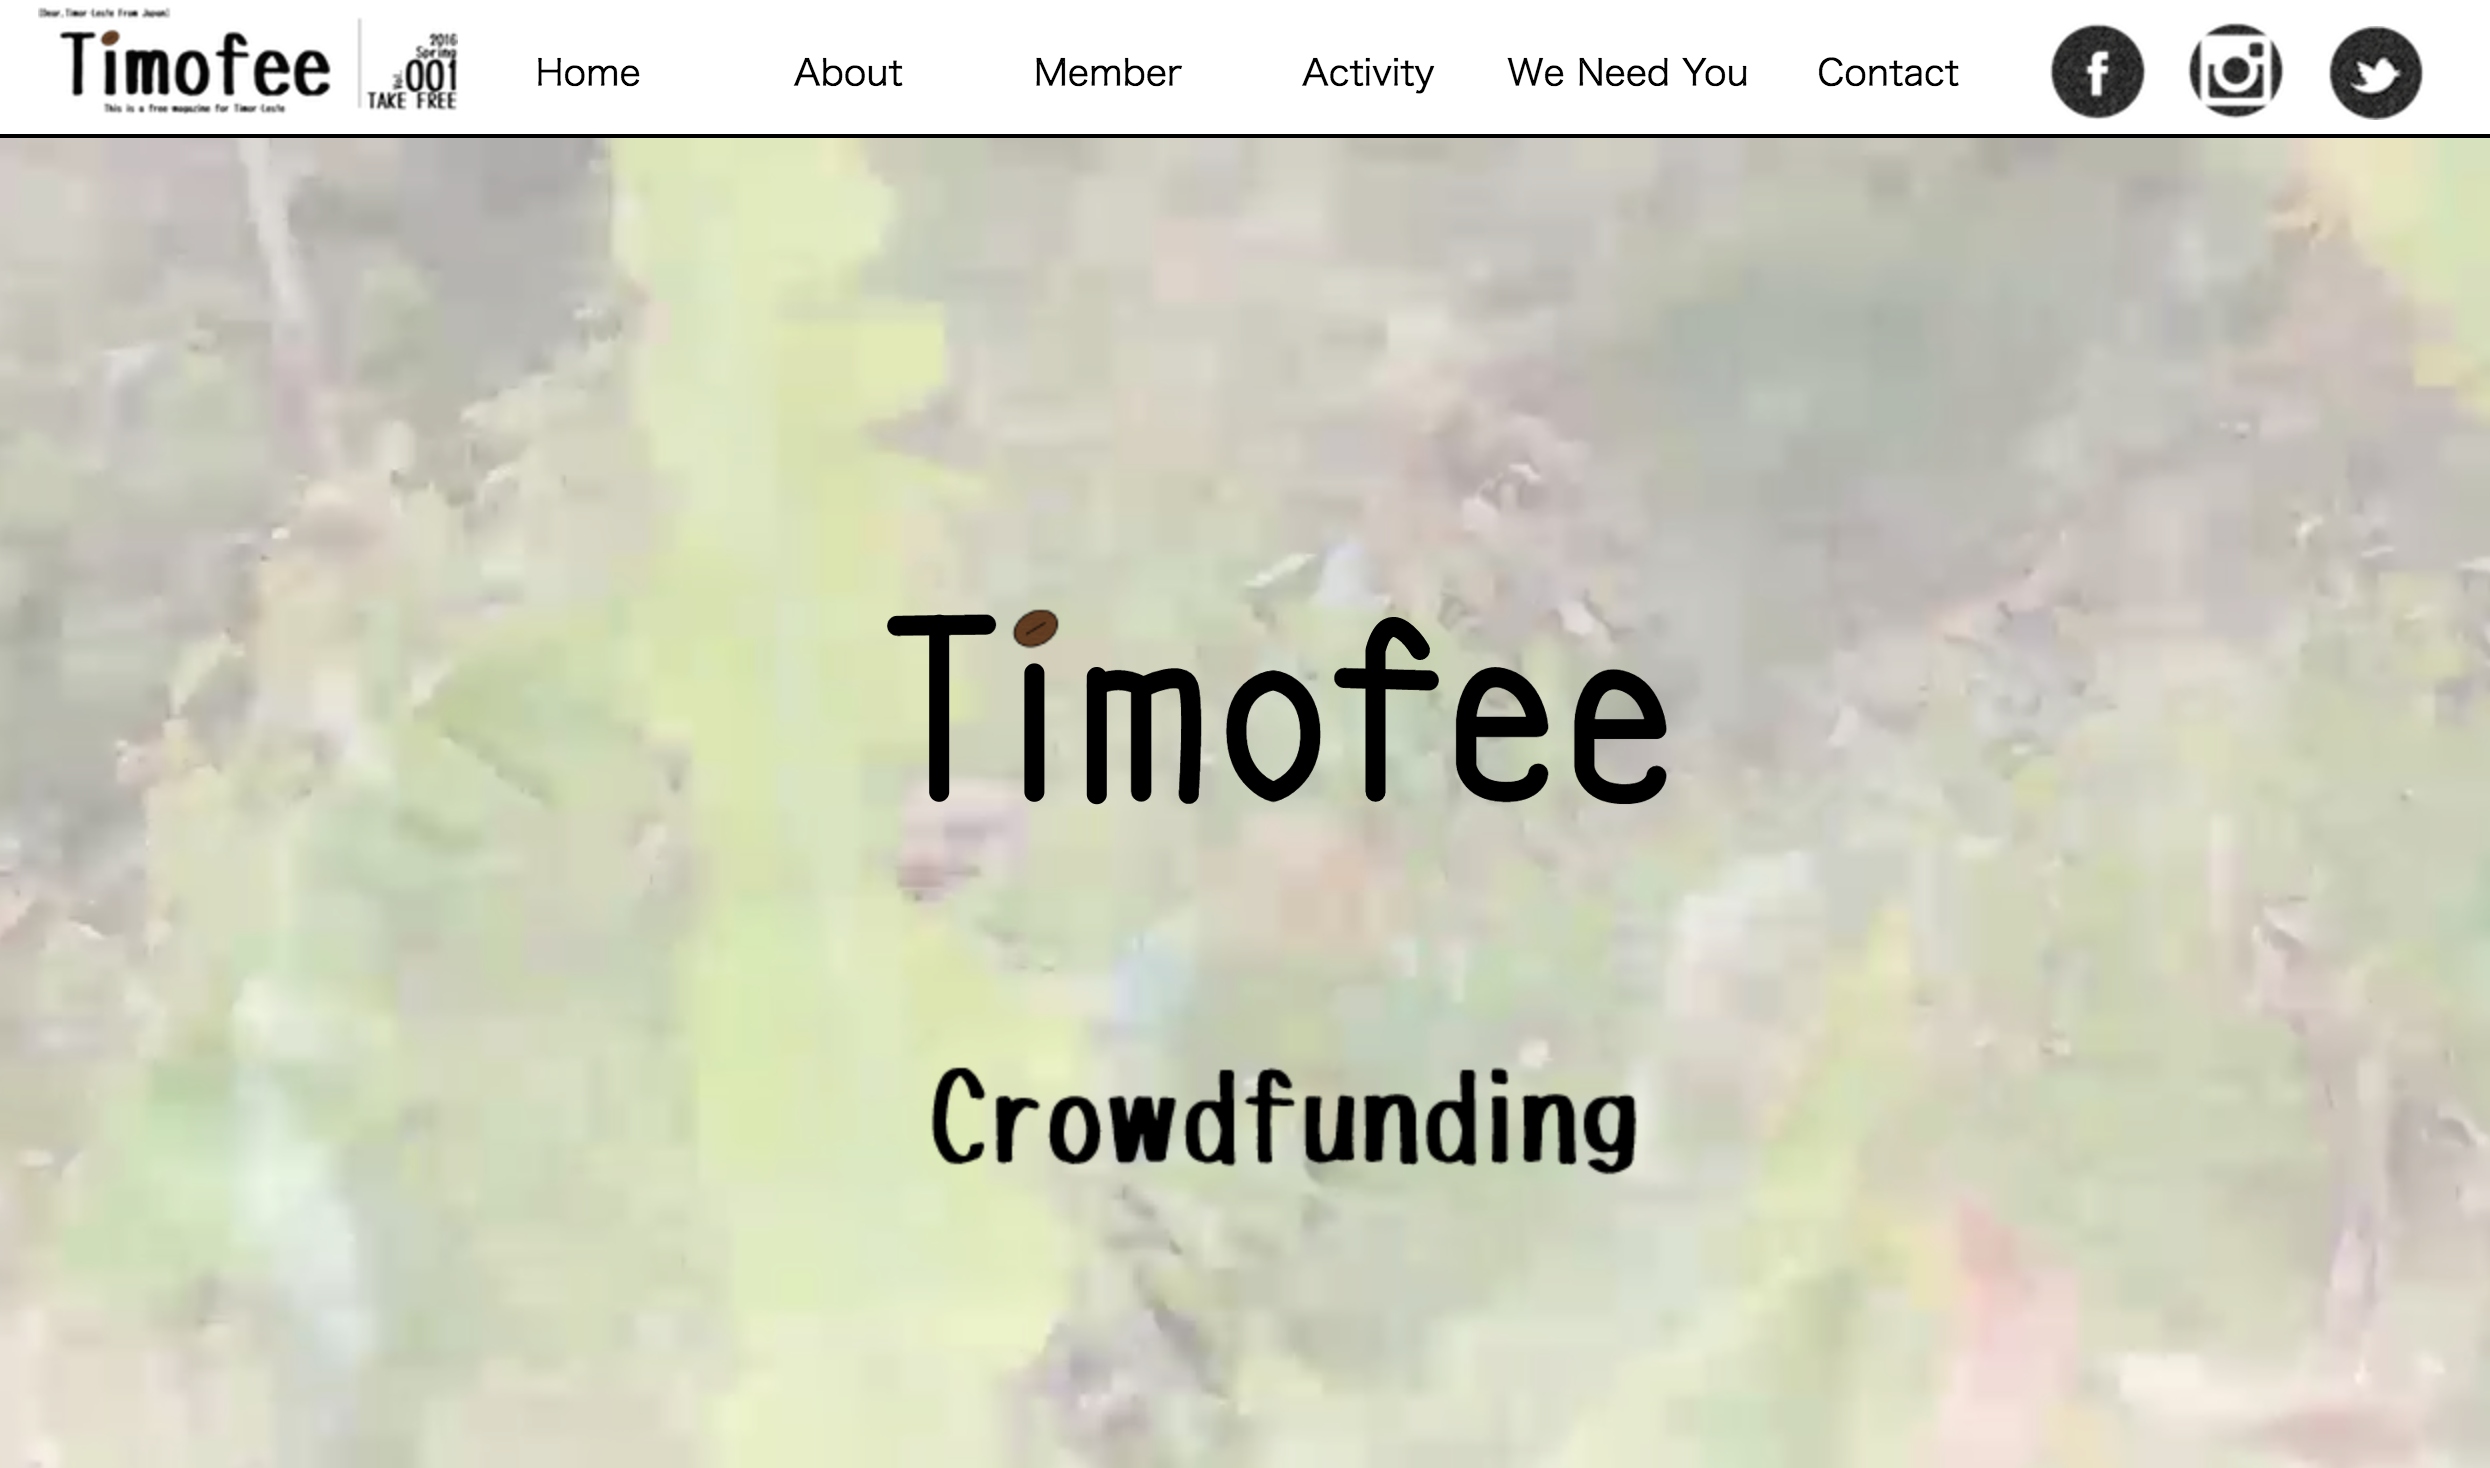 [Dear,Timor-Leste From Japan]
Timofee
This is a free magazine for Timor-Leste
2016
Spring
Vol. 001
TAKE FREE
Home
About
Member
Activity
We Need You
Contact
Timofee
Crowdfunding